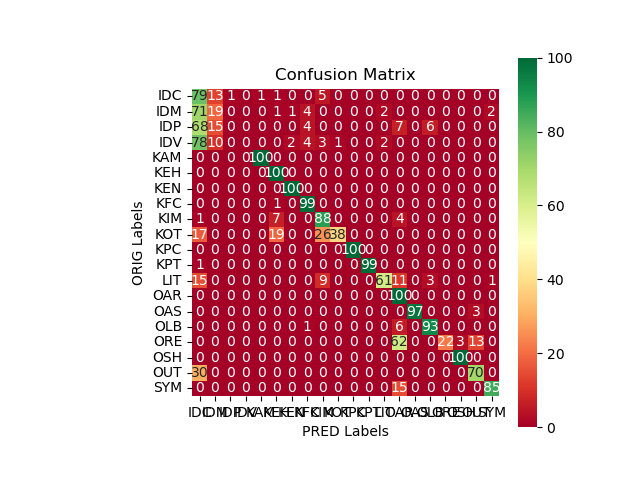 Confusion Matrix
100
80
60
40
20
0
ORIG Labels
IDC 79 13 1 0 1 1 0 0 5 0 0 0 0 0 0 0 0 0 0 0
IDM 71 19 0 0 0 1 1 4 0 0 0 0 2 0 0 0 0 0 0 2
IDP 68 15 0 0 0 0 0 4 0 0 0 0 0 7 0 6 0 0 0 0
IDV 78 10 0 0 0 0 2 4 3 1 0 0 2 0 0 0 0 0 0 0
KAM 0 0 0 0 100 0 0 0 0 0 0 0 0 0 0 0 0 0 0 0
KEH 0 0 0 0 0 100 0 0 0 0 0 0 0 0 0 0 0 0 0 0
KEN 0 0 0 0 0 0 100 0 0 0 0 0 0 0 0 0 0 0 0 0
KFC 0 0 0 0 0 1 0 99 0 0 0 0 0 0 0 0 0 0 0 0
KIM 1 0 0 0 0 7 0 0 88 0 0 0 0 4 0 0 0 0 0 0
KOT 17 0 0 0 0 19 0 0 26 38 0 0 0 0 0 0 0 0 0 0
KPC 0 0 0 0 0 0 0 0 0 0 100 0 0 0 0 0 0 0 0 0
KPT 1 0 0 0 0 0 0 0 0 0 0 99 0 0 0 0 0 0 0 0
LIT 15 0 0 0 0 0 0 0 9 0 0 0 61 11 0 3 0 0 0 1
OAR 0 0 0 0 0 0 0 0 0 0 0 0 0 100 0 0 0 0 0 0
OAS 0 0 0 0 0 0 0 0 0 0 0 0 0 0 97 0 0 0 3 0
OLB 0 0 0 0 0 0 0 1 0 0 0 0 0 6 0 93 0 0 0 0
ORE 0 0 0 0 0 0 0 0 0 0 0 0 0 62 0 0 22 3 13 0
OSH 0 0 0 0 0 0 0 0 0 0 0 0 0 0 0 0 0 100 0 0
OUT 30 0 0 0 0 0 0 0 0 0 0 0 0 0 0 0 0 0 70 0
SYM 0 0 0 0 0 0 0 0 0 0 0 0 0 15 0 0 0 0 0 85
IDC IDM IDP IDV KAM KEH KEN KFC KIM KOT KPC KPT LIT OAR OAS OLB ORE OSH OUT SYM
PRED Labels